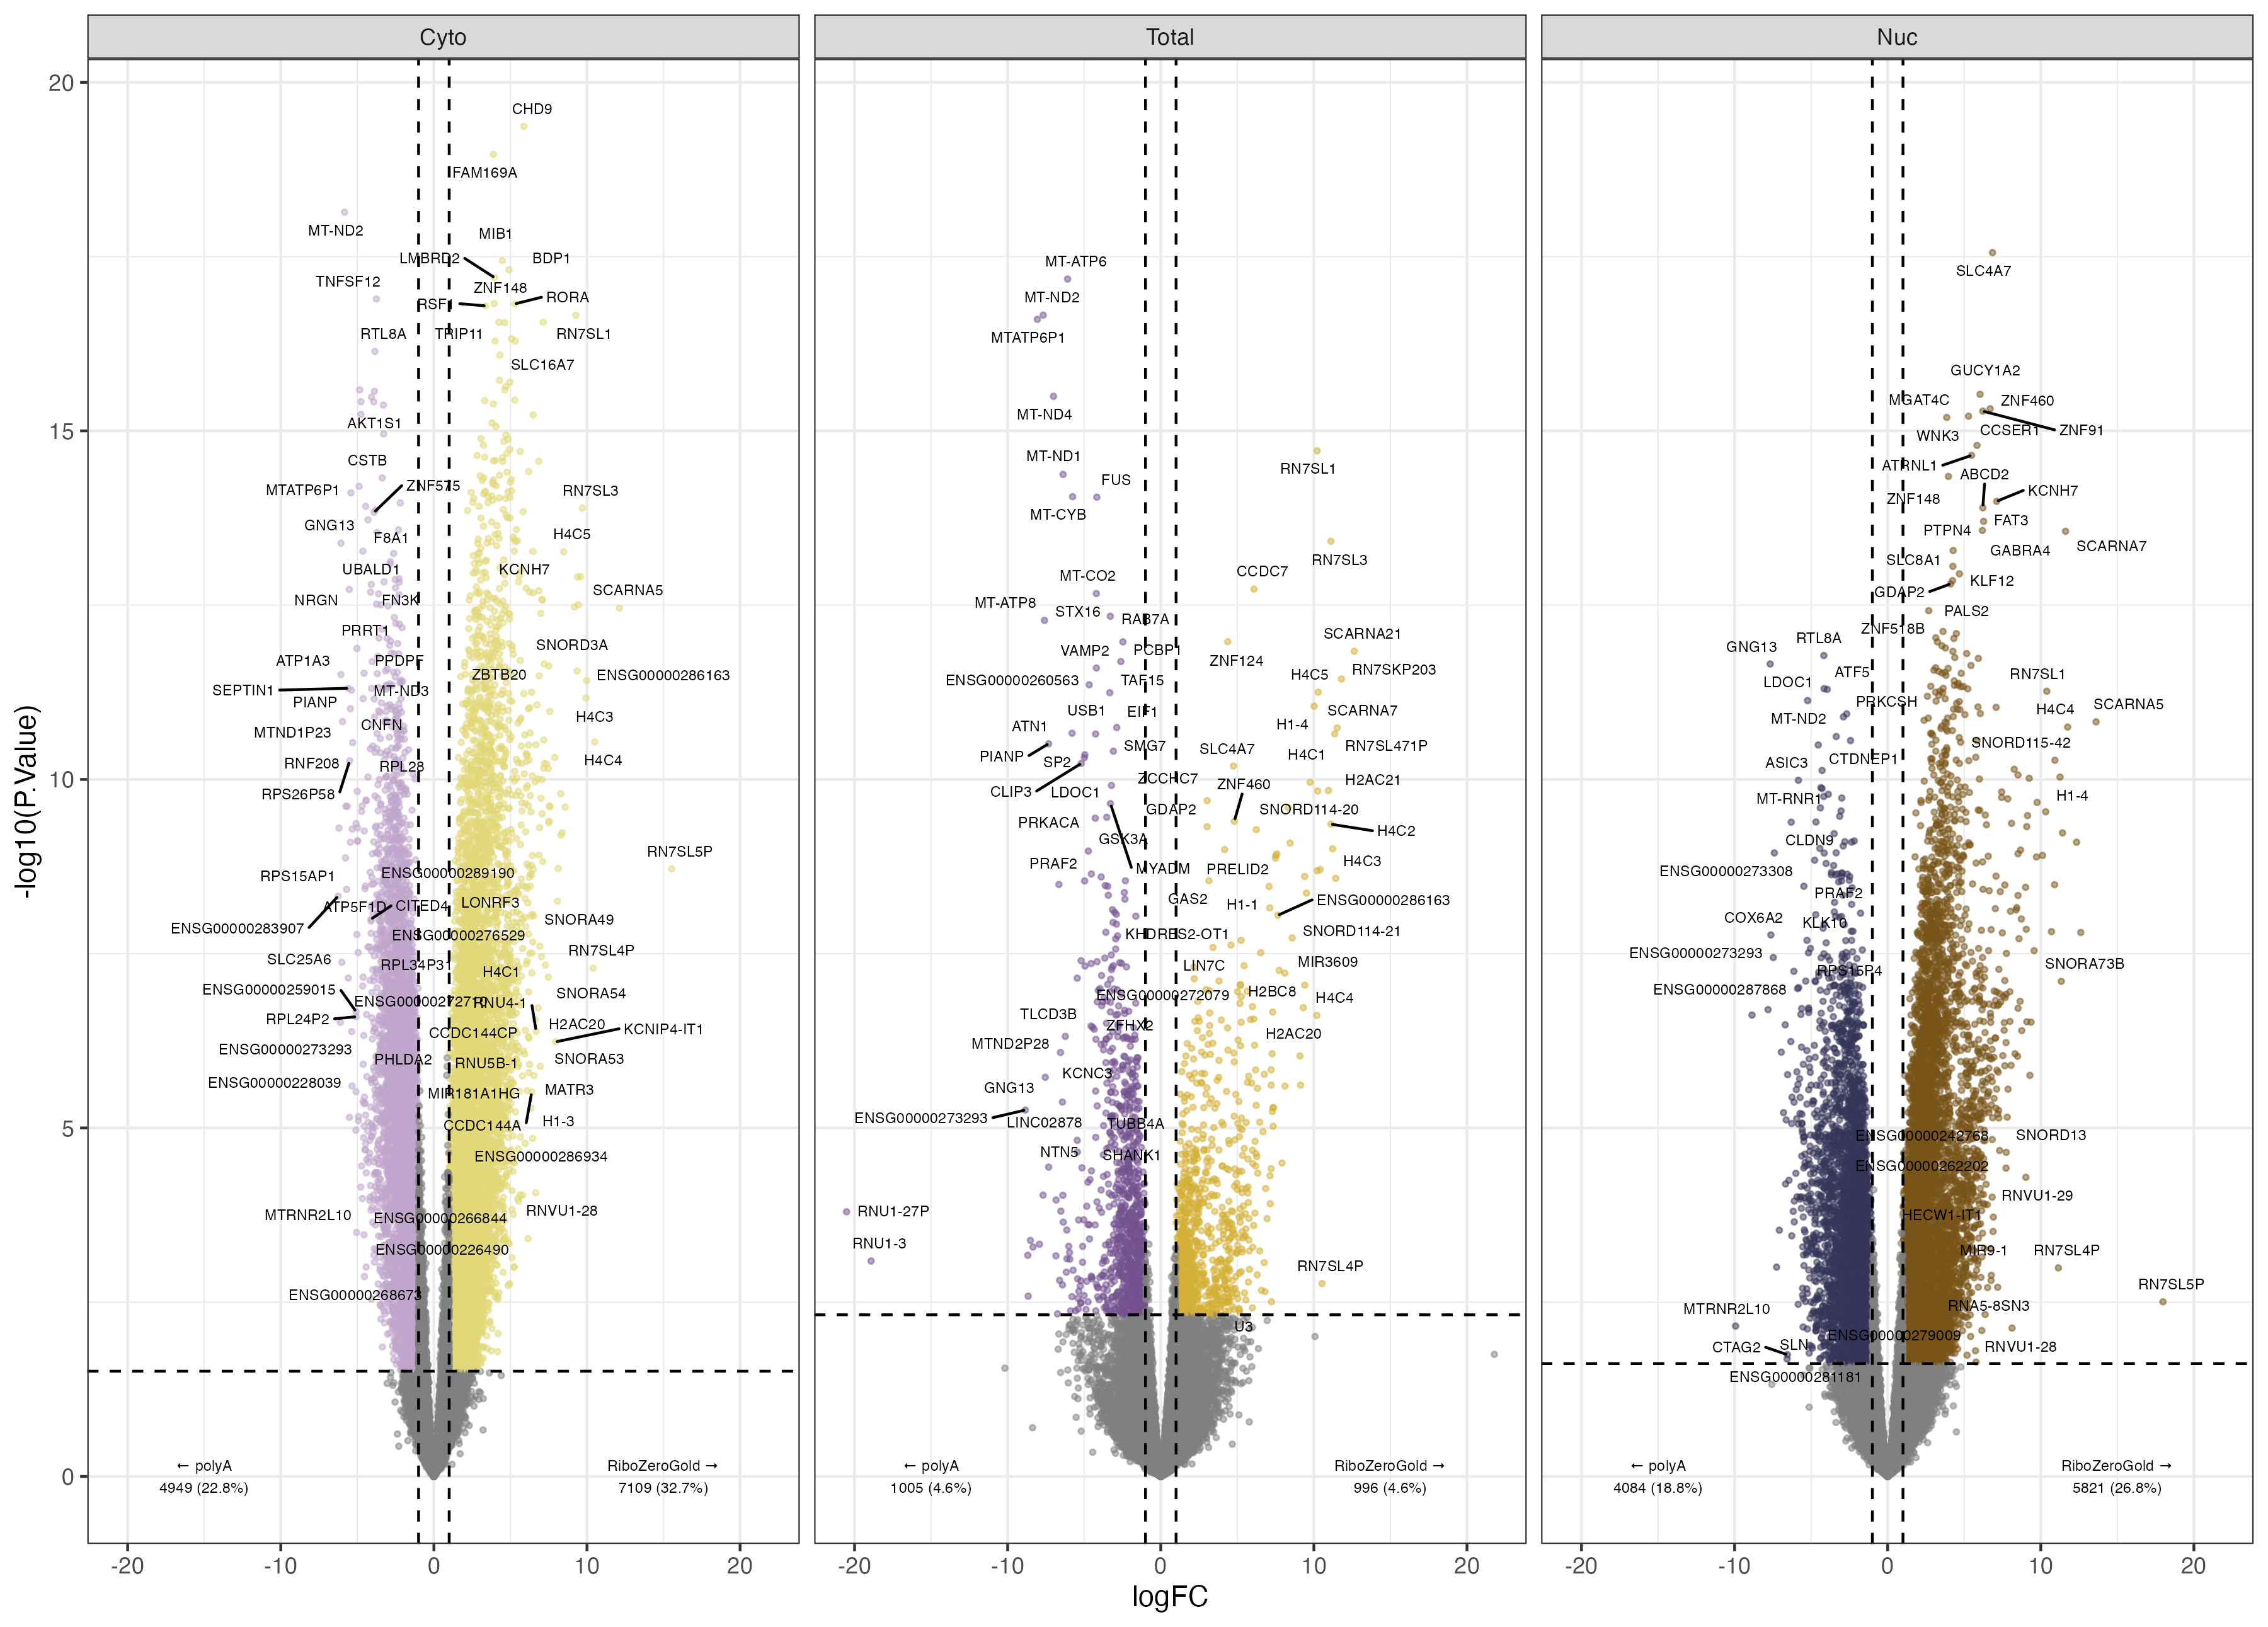 Cyto
Total
Nuc
-log10(P.Value)
20
15
10
5
0
CHD9
FAM169A
MT-ND2
MIB1
LMBRD2
BDP1
TNFSF12
ZNF148
RSF1
RORA
RTL8A
TRIP11
RN7SL1
SLC16A7
AKT1S1
CSTB
MTATP6P1
ZNF575
RN7SL3
GNG13
F8A1
H4C5
UBALD1
KCNH7
NRGN
FN3K
SCARNA5
PRRT1
SNORD3A
ATP1A3
PPDPF
ZBTB20
ENSG00000286163
SEPTIN1
MT-ND3
PIANP
CNFN
H4C3
MTND1P23
RNF208
RPL28
H4C4
RPS26P58
RN7SL5P
RPS15AP1
ENSG00000289190
ATP5F1D
CITED4
LONRF3
SNORA49
ENSG00000283907
ENSG00000276529
RN7SL4P
SLC25A6
RPL34P31
H4C1
ENSG00000259015
ENSG00000272710
RNU4-1
SNORA54
RPL24P2
CCDC144CP
H2AC20
KCNIP4-IT1
ENSG00000273293
PHLDA2
RNU5B-1
SNORA53
ENSG00000228039
MIR181A1HG
MATR3
CCDC144A
H1-3
ENSG00000286934
MTRNR2L10
ENSG00000266844
RNVU1-28
ENSG00000226490
ENSG00000268673
← polyA
4949 (22.8%)
RiboZeroGold →
7109 (32.7%)
MT-ATP6
MT-ND2
MTATP6P1
MT-ND4
MT-ND1
RN7SL1
FUS
MT-CYB
RN7SL3
MT-CO2
CCDC7
MT-ATP8
STX16
RAB7A
SCARNA21
VAMP2
PCBP1
ZNF124
RN7SKP203
ENSG00000260563
TAF15
H4C5
USB1
EIF1
SCARNA7
ATN1
H1-4
SMG7
RN7SL471P
PIANP
SP2
SLC4A7
H1C1
CLIP3
LDOC1
ZCCHC7
ZNF460
H2AC21
PRKACA
GDAP2
SNORD114-20
GSK3A
H4C2
PRAF2
MYADM
PRELID2
H4C3
GAS2
H1-1
ENSG00000286163
KHDRBS2-OT1
SNORD114-21
LIN7C
MIR3609
ENSG00000272079
H2BC8
H4C4
TLCD3B
ZFHX2
H2AC20
MTND2P28
KCNC3
GNG13
ENSG00000273293
LINC02878
TUBB4A
NTN5
SHANK1
RNU1-27P
RNU1-3
RN7SL4P
U3
← polyA
1005 (4.6%)
RiboZeroGold →
996 (4.6%)
SLC4A7
GUCY1A2
MGAT4C
ZNF460
WNK3
CCSER1
ZNF91
ATRNL1
ABCD2
ZNF148
KCNH7
PTPN4
FAT3
SLC8A1
GABRA4
SCARNA7
GDAP2
KLF12
PALS2
ZNF518B
GNG13
RTL8A
ATF5
LDOC1
RN7SL1
PRKCSH
MT-ND2
H4C4
SCARNA5
SNORD115-42
ASIC3
CTDNEP1
MT-RNR1
H1-4
CLDN9
ENSG00000273308
PRAF2
COX6A2
KLK10
ENSG00000273293
RPS15P4
SNORA73B
ENSG00000287868
ENSG00000242768
SNORD13
ENSG00000262202
RNVU1-29
HECW1-IT1
MIR9-1
RN7SL4P
RN7SL5P
MTRNR2L10
RNA5-8SN3
ENSG00000279009
CTAG2
SLN
RNVU1-28
ENSG00000281181
← polyA
4084 (18.8%)
RiboZeroGold →
5821 (26.8%)
-20
-10
0
10
20
-20
-10
0
10
20
-20
-10
0
10
20
logFC